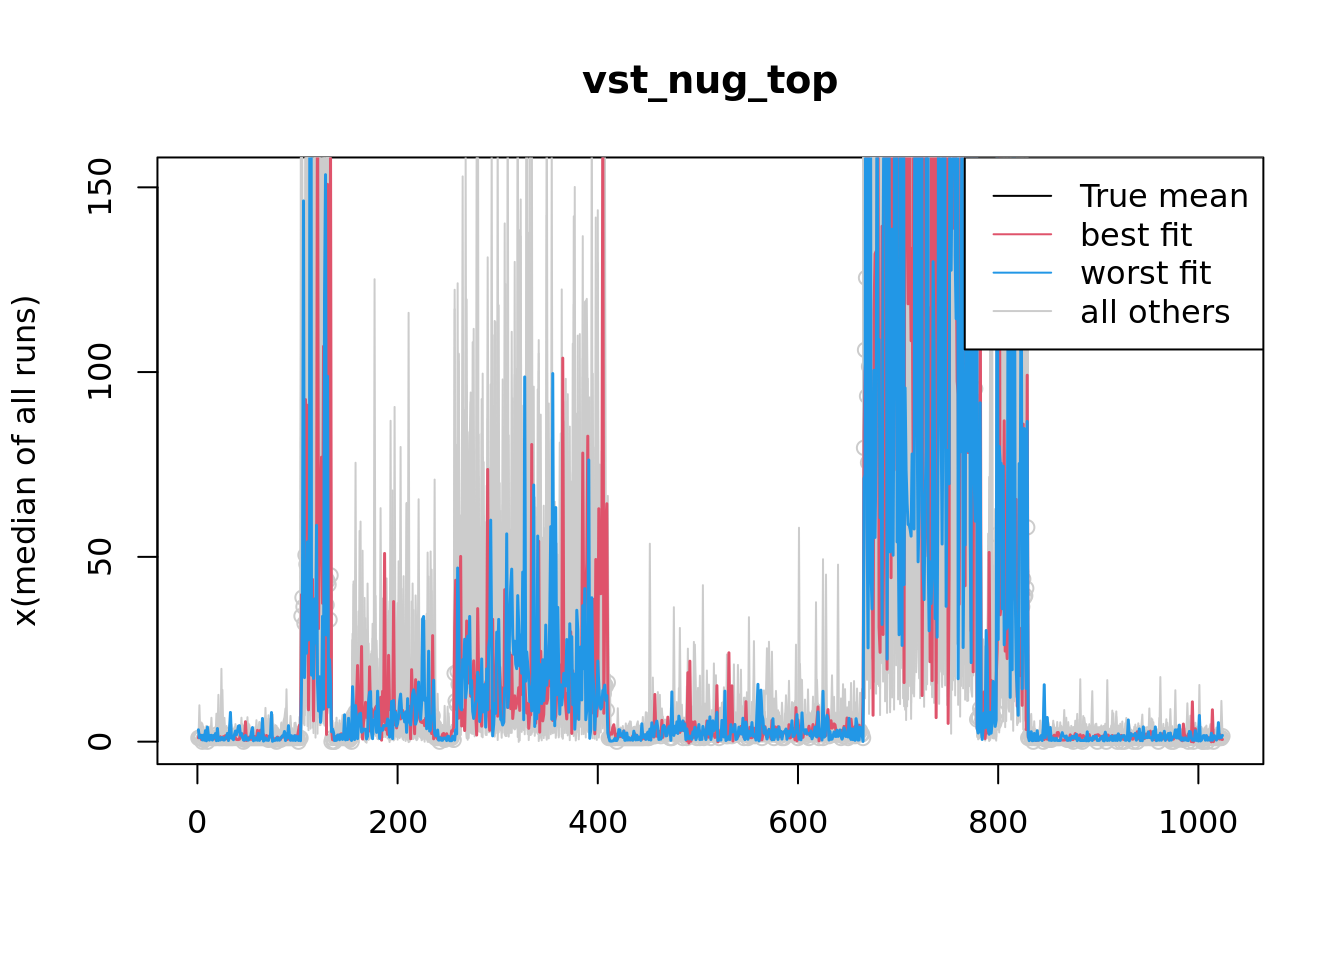 vst_nug_top
x(median of all runs)
150
100
50
0
True mean
best fit
worst fit
all others
0 200 400 600 800 1000